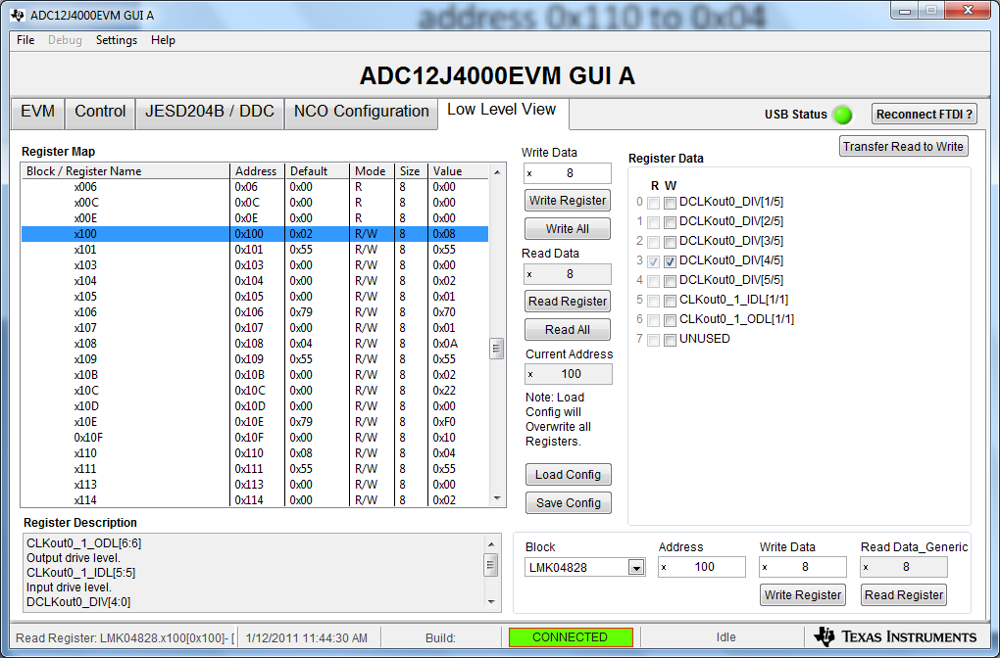 address 0x110 to 0x04
ADC12J4000EVM GUI A
File Debug Settings Help
ADC12J4000EVM GUI A
EVM Control JESD204B / DDC NCO Configuration Low Level View
USB Status Reconnect FTDI ?
Transfer Read to Write
Register Map
Block / Register Name Address Default Mode Size Value
x006 0x06 0x00 R 8 0x00
x00C 0x0C 0x00 R 8 0x00
x00E 0x0E 0x00 R 8 0x00
x100 0x100 0x02 R/W 8 0x08
x101 0x101 0x55 R/W 8 0x55
x103 0x103 0x00 R/W 8 0x00
x104 0x104 0x00 R/W 8 0x02
x105 0x105 0x00 R/W 8 0x01
x106 0x106 0x79 R/W 8 0x70
x107 0x107 0x00 R/W 8 0x01
x108 0x108 0x04 R/W 8 0x0A
x109 0x109 0x55 R/W 8 0x55
x10B 0x10B 0x00 R/W 8 0x02
x10C 0x10C 0x00 R/W 8 0x22
x10D 0x10D 0x00 R/W 8 0x00
x10E 0x10E 0x79 R/W 8 0xF0
0x10F 0x10F 0x00 R/W 8 0x10
x110 0x110 0x08 R/W 8 0x04
x111 0x111 0x55 R/W 8 0x55
x113 0x113 0x00 R/W 8 0x00
x114 0x114 0x00 R/W 8 0x02
Write Data
x 8
Write Register
Write All
Read Data
x 8
Read Register
Read All
Current Address
x 100
Note: Load
Config will
Overwrite all
Registers.
Load Config
Save Config
Register Data
R W
0 DCLKout0_DIV[1/5]
1 DCLKout0_DIV[2/5]
2 DCLKout0_DIV[3/5]
3 DCLKout0_DIV[4/5]
4 DCLKout0_DIV[5/5]
5 CLKout0_1_IDL[1/1]
6 CLKout0_1_ODL[1/1]
7 UNUSED
Register Description
CLKout0_1_ODL[6:6]
Output drive level.
CLKout0_1_IDL[5:5]
Input drive level.
DCLKout0_DIV[4:0]
Block Address Write Data Read Data_Generic
LMK04828 x 100 x 8 x 8
Write Register Read Register
Read Register: LMK04828.x100[0x100]- [ 1/12/2011 11:44:30 AM Build: CONNECTED Idle TEXAS INSTRUMENTS